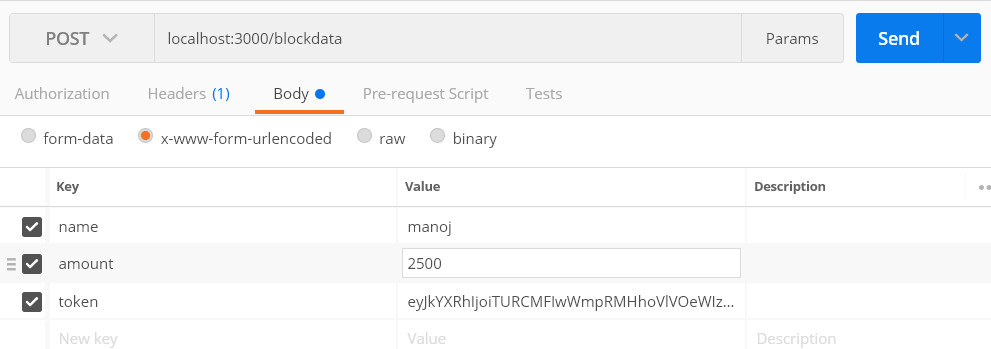 POST localhost:3000/blockdata Params Send
Authorization Headers (1) Body Pre-request Script Tests
form-data x-www-form-urlencoded raw binary
Key Value Description
name manoj
amount 2500
token eyJkYXRhIjoiTURCMFIwWmpRMHhoVlVOeWIz...
New key Value Description